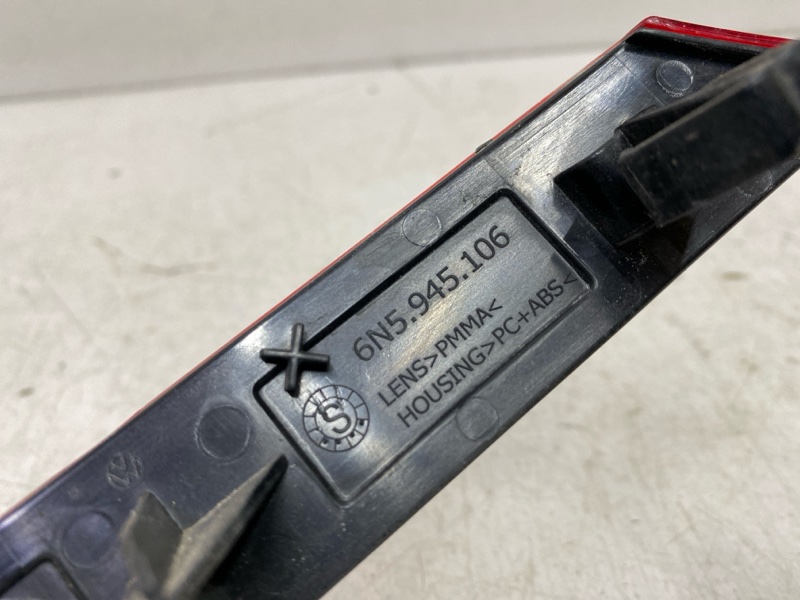 6N5.945.106
LENS>PMMA<
HOUSING>PC+ABS<
S